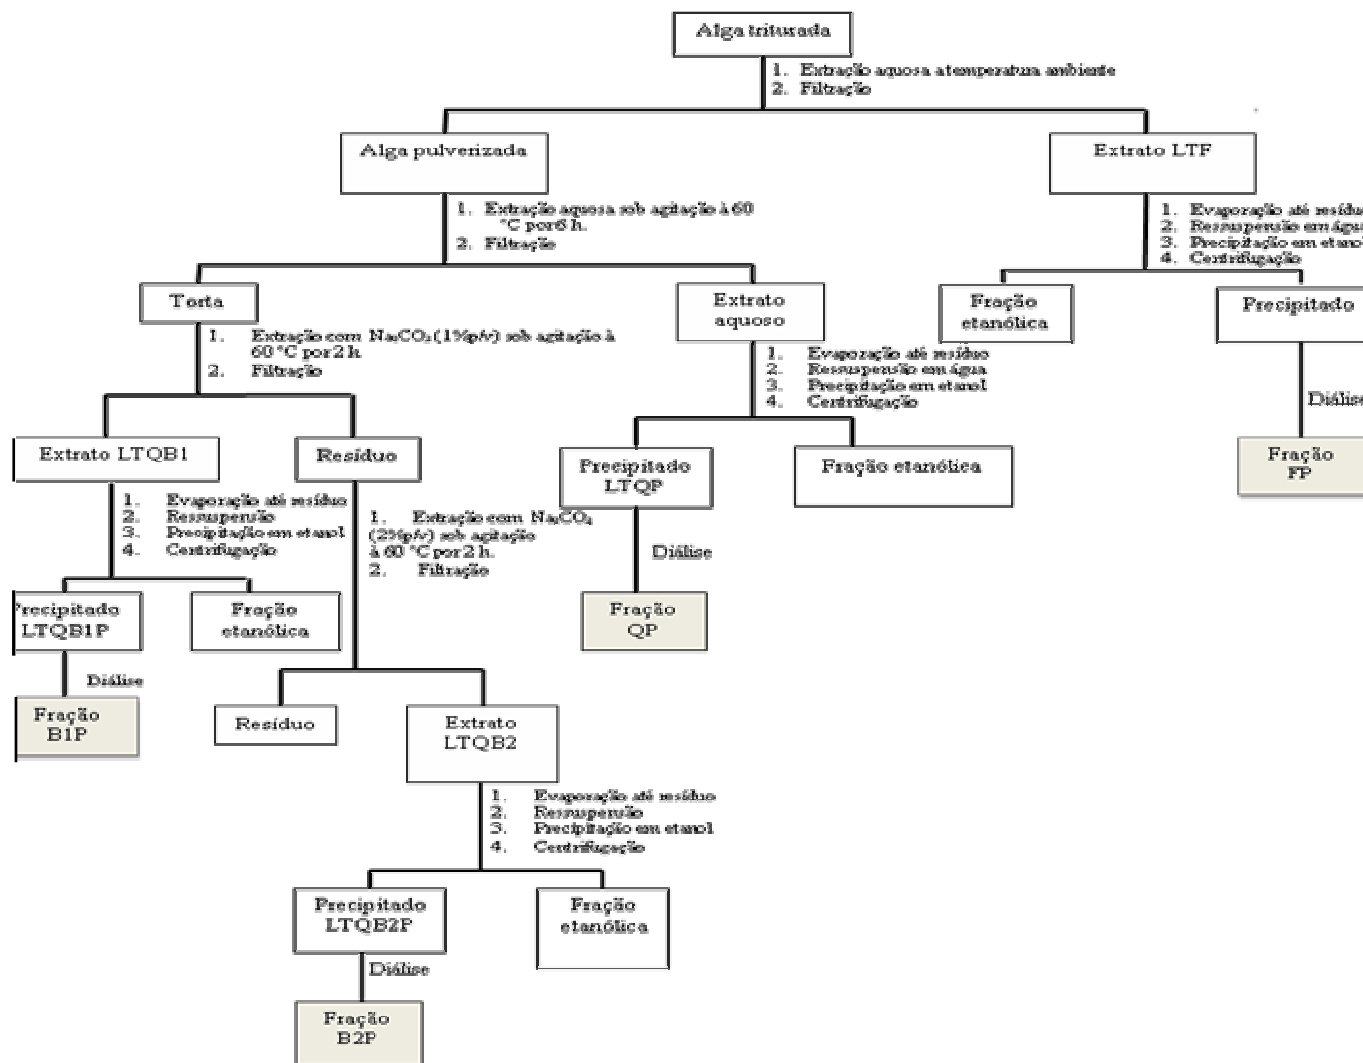 Alga triturada
1. Extração aquosa a temperatura ambiente
2. Filtração
Alga pulverizada
Extrato LTF
1. Extração aquosa sob agitação à 60
°C por 6 h.
2. Filtração
1. Evaporação até resíduo
2. Ressuspensão em água
3. Precipitação em etanol
4. Centrifugação
Torta
Extrato
aquoso
Fração
etanólica
Precipitado
1. Extração com Na₂CO₃ (1%p/v) sob agitação à
60 °C por 2 h
2. Filtração
1. Evaporação até resíduo
2. Ressuspensão em água
3. Precipitação em etanol
4. Centrifugação
Diálise
Extrato LTQB1
Resíduo
Precipitado
LTQP
Fração etanólica
Fração
FP
1. Evaporação até resíduo
2. Ressuspensão
3. Precipitação em etanol
4. Centrifugação
1. Extração com Na₂CO₃
(2%p/v) sob agitação
à 60 °C por 2 h.
2. Filtração
Diálise
Precipitado
LTQB1P
Fração
etanólica
Fração
QP
Diálise
Fração
B1P
Resíduo
Extrato
LTQB2
1. Evaporação até resíduo
2. Ressuspensão
3. Precipitação em etanol
4. Centrifugação
Precipitado
LTQB2P
Fração
etanólica
Diálise
Fração
B2P